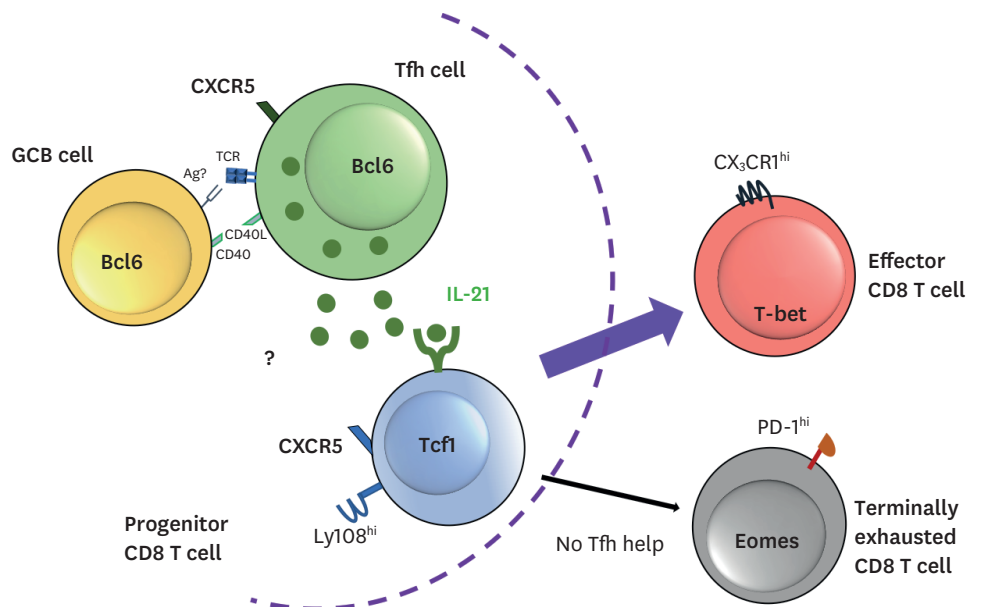 Tfh cell
CXCR5
GCB cell
TCR
Ag?
Bcl6
CD40L
CD40
Bcl6
CX₃CR1ʰⁱ
Effector
CD8 T cell
T-bet
IL-21
?
CXCR5
Tcf1
Ly108ʰⁱ
Progenitor
CD8 T cell
No Tfh help
PD-1ʰⁱ
Eomes
Terminally
exhausted
CD8 T cell